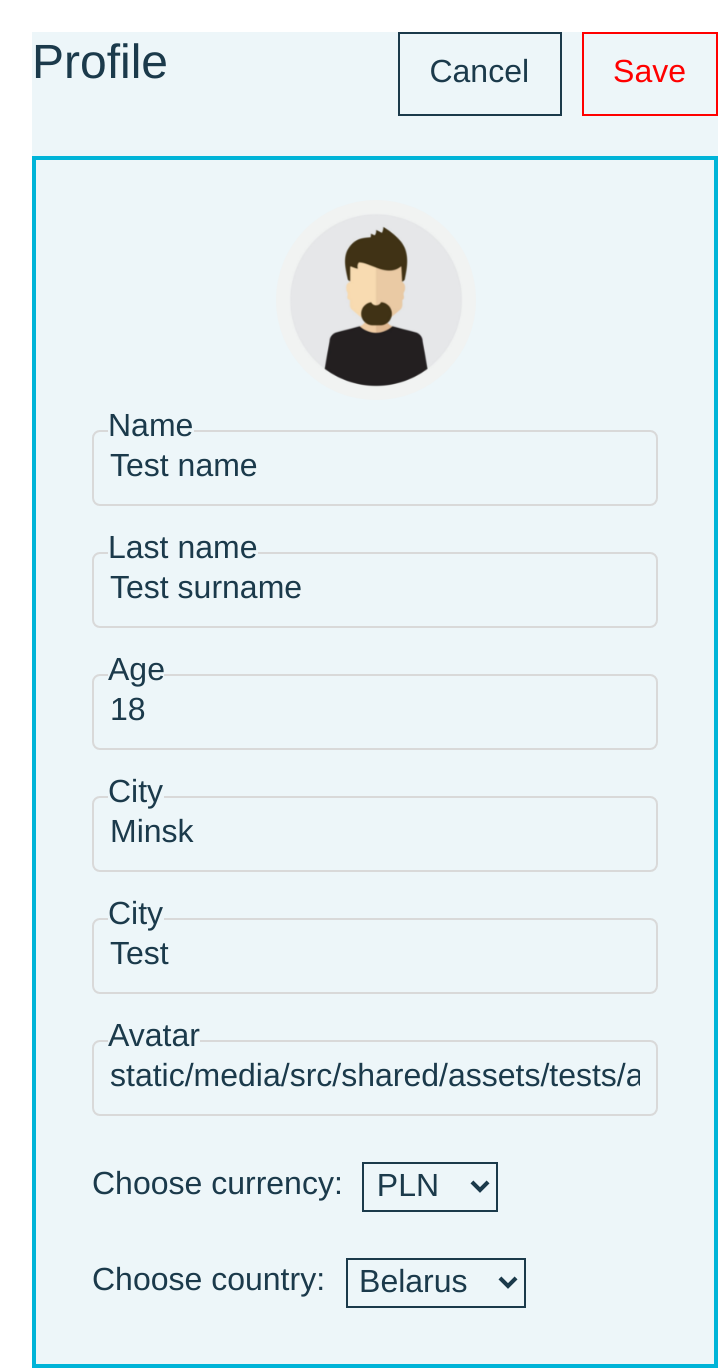 Profile
Cancel
Save
Name
Test name
Last name
Test surname
Age
18
City
Minsk
City
Test
Avatar
static/media/src/shared/assets/tests/a
Choose currency: PLN
Choose country: Belarus